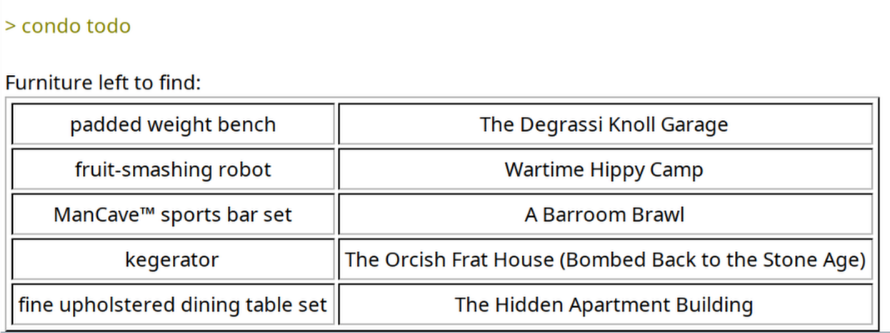 > condo todo
Furniture left to find:
padded weight bench The Degrassi Knoll Garage
fruit-smashing robot Wartime Hippy Camp
ManCave™ sports bar set A Barroom Brawl
kegerator The Orcish Frat House (Bombed Back to the Stone Age)
fine upholstered dining table set The Hidden Apartment Building